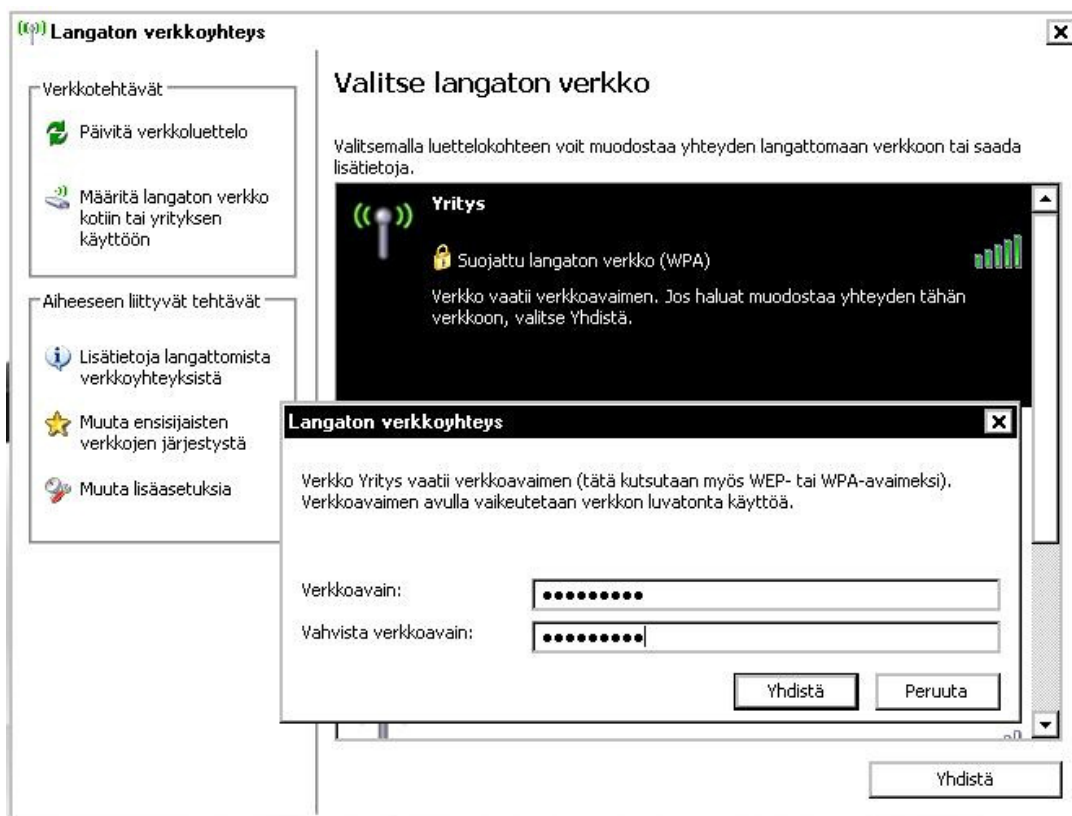 Langaton verkkoyhteys
Verkkotehtävät
Päivitä verkkoluettelo
Määritä langaton verkko
kotiin tai yrityksen
käyttöön
Aiheeseen liittyvät tehtävät
Lisätietoja langattomista
verkkoyhteyksistä
Muuta ensisijaisten
verkkojen järjestystä
Muuta lisäasetuksia
Valitse langaton verkko
Valitsemalla luettelokohteen voit muodostaa yhteyden langattomaan verkkoon tai saada
lisätietoja.
Yritys
Suojattu langaton verkko (WPA)
Verkko vaatii verkkoavaimen. Jos haluat muodostaa yhteyden tähän
verkkoon, valitse Yhdistä.
Langaton verkkoyhteys
Verkko Yritys vaatii verkkoavaimen (tätä kutsutaan myös WEP- tai WPA-avaimeksi).
Verkkoavaimen avulla vaikeutetaan verkkon luvatonta käyttöä.
Verkkoavain: •••••••••
Vahvista verkkoavain: •••••••••
Yhdistä Peruuta
Yhdistä